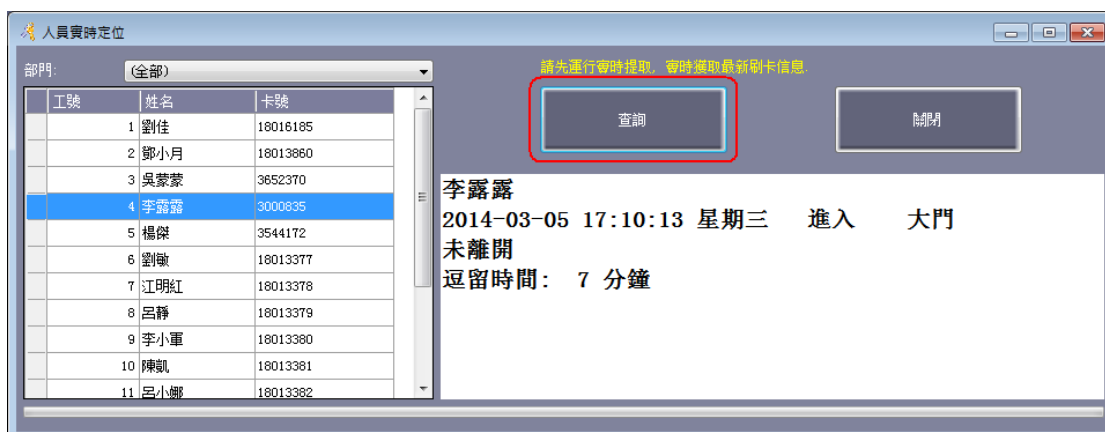 人員實時定位
部門:
(全部)
請先運行實時提取, 實時獲取最新刷卡信息.
查詢
關閉
工號 姓名 卡號
1 劉佳 18016185
2 鄧小月 18013860
3 吳蒙蒙 3652370
4 李露露 3000835
5 楊傑 3544172
6 劉敏 18013377
7 江明紅 18013378
8 呂靜 18013379
9 李小軍 18013380
10 陳凱 18013381
11 呂小娜 18013382
李露露
2014-03-05 17:10:13 星期三 進入 大門
未離開
逗留時間: 7 分鐘